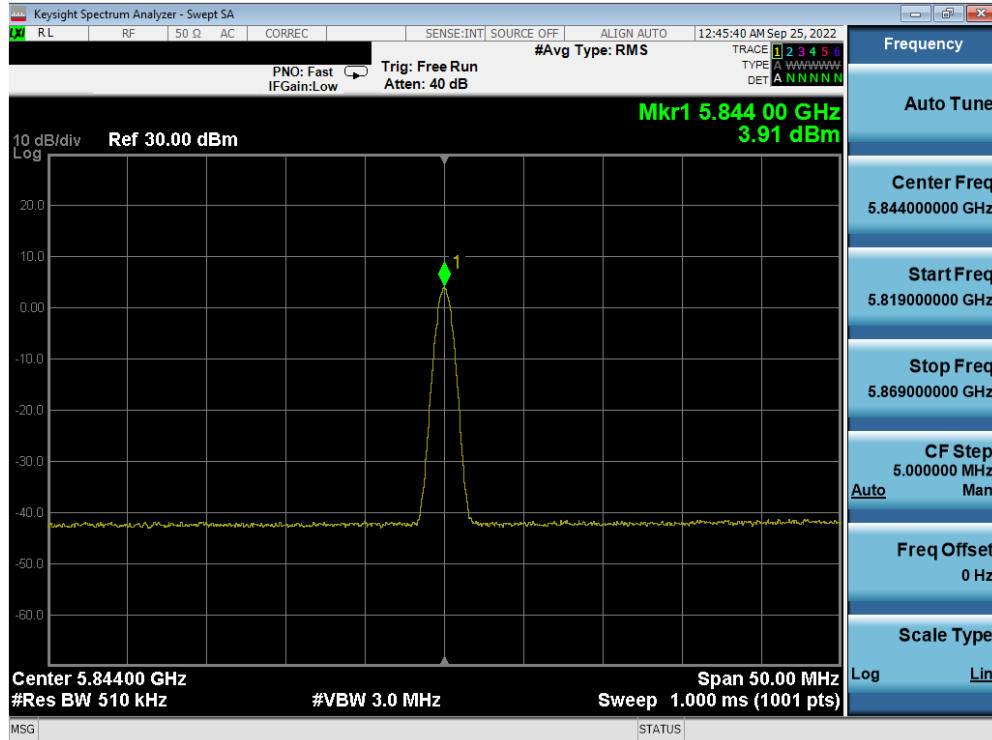 Keysight Spectrum Analyzer - Swept SA
LXI RL RF 50 Ω AC CORREC SENSE:INT SOURCE OFF ALIGN AUTO 12:45:40 AM Sep 25, 2022
#Avg Type: RMS
TRACE 1 2 3 4 5 6
TYPE A WWWWW
DET A N N N N N
PNO: Fast
IFGain:Low
Trig: Free Run
Atten: 40 dB
Mkr1 5.844 00 GHz
3.91 dBm
10 dB/div Ref 30.00 dBm
Log
20.0
10.0
0.00
-10.0
-20.0
-30.0
-40.0
-50.0
-60.0
1
Center 5.84400 GHz Span 50.00 MHz
#Res BW 510 kHz #VBW 3.0 MHz Sweep 1.000 ms (1001 pts)
MSG STATUS
Frequency
Auto Tune
Center Freq
5.844000000 GHz
Start Freq
5.819000000 GHz
Stop Freq
5.869000000 GHz
CF Step
5.000000 MHz
Auto Man
Freq Offset
0 Hz
Scale Type
Log Lin